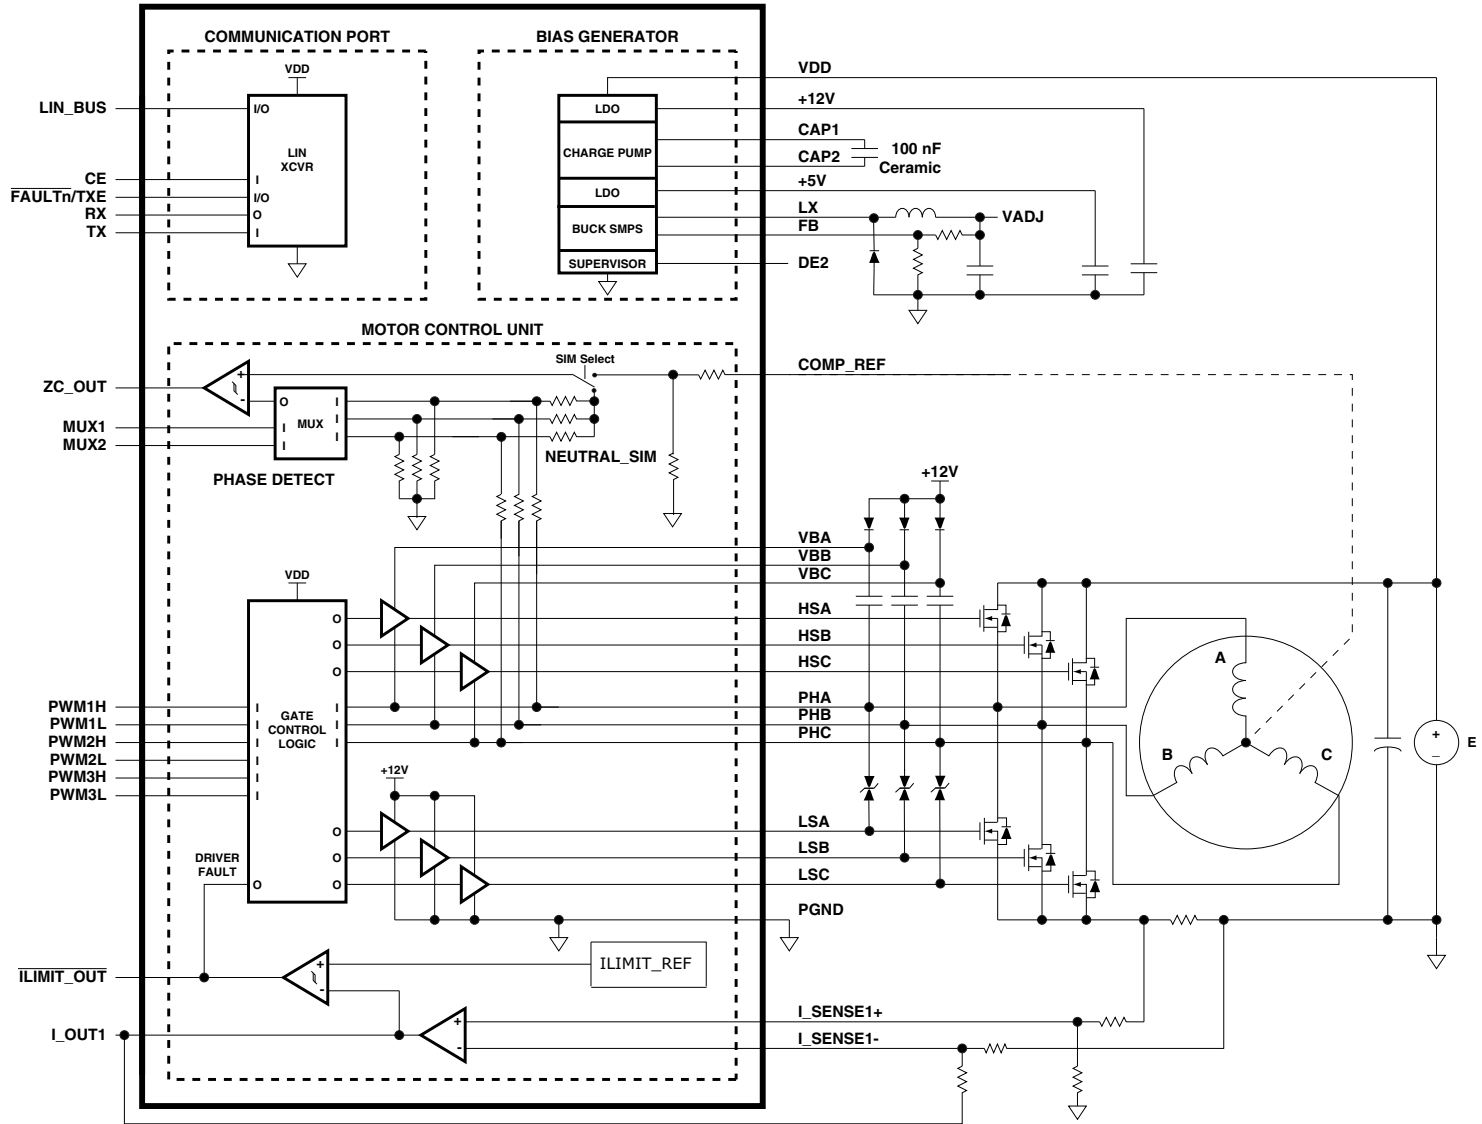 COMMUNICATION PORT
BIAS GENERATOR
VDD
LIN_BUS
I/O
LIN
XCVR
CE
I
FAULTn/TXE
I/O
RX
O
TX
I
LDO
CHARGE PUMP
LDO
BUCK SMPS
SUPERVISOR
VDD
+12V
CAP1
CAP2
100 nF
Ceramic
+5V
LX
FB
VADJ
DE2
MOTOR CONTROL UNIT
SIM Select
COMP_REF
ZC_OUT
+
-
O
I
MUX1
I
MUX
I
MUX2
I
I
NEUTRAL_SIM
PHASE DETECT
+12V
VBA
VBB
VBC
VDD
HSA
O
HSB
O
HSC
O
A
B
C
PHA
PHB
PHC
PWM1H
I
GATE
CONTROL
LOGIC
I
PWM1L
I
I
PWM2H
I
I
PWM2L
I
PWM3H
I
PWM3L
I
+
–
E
+12V
O
LSA
O
LSB
O
LSC
DRIVER
FAULT
O
PGND
ILIMIT_OUT
+
-
ILIMIT_REF
I_OUT1
+
-
I_SENSE1+
I_SENSE1-